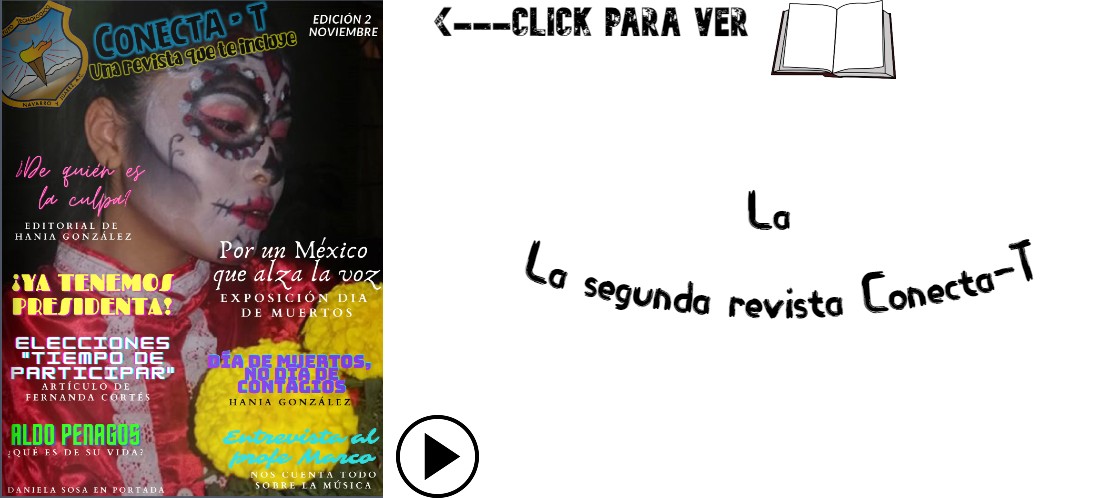 CONECTA - T
Una revista que te incluye
EDICIÓN 2
NOVIEMBRE
NAVARRO Y JUAREZ A.C
¿De quién es
la culpa?
EDITORIAL DE
HANIA GONZÁLEZ
Por un México
que alza la voz
EXPOSICIÓN DIA
DE MUERTOS
¡YA TENEMOS
PRESIDENTA!
ELECCIONES
"TIEMPO DE
PARTICIPAR"
ARTÍCULO DE
FERNANDA CORTÉS
DÍA DE MUERTOS,
NO DIA DE
CONTAGIOS
HANIA GONZÁLEZ
ALDO PENAGOS
¿QUÉ ES DE SU VIDA?
Entrevista al
profe Marco
NOS CUENTA TODO
SOBRE LA MÚSICA
DANIELA SOSA EN PORTADA
<---CLICK PARA VER
La
La segunda revista Conecta-T